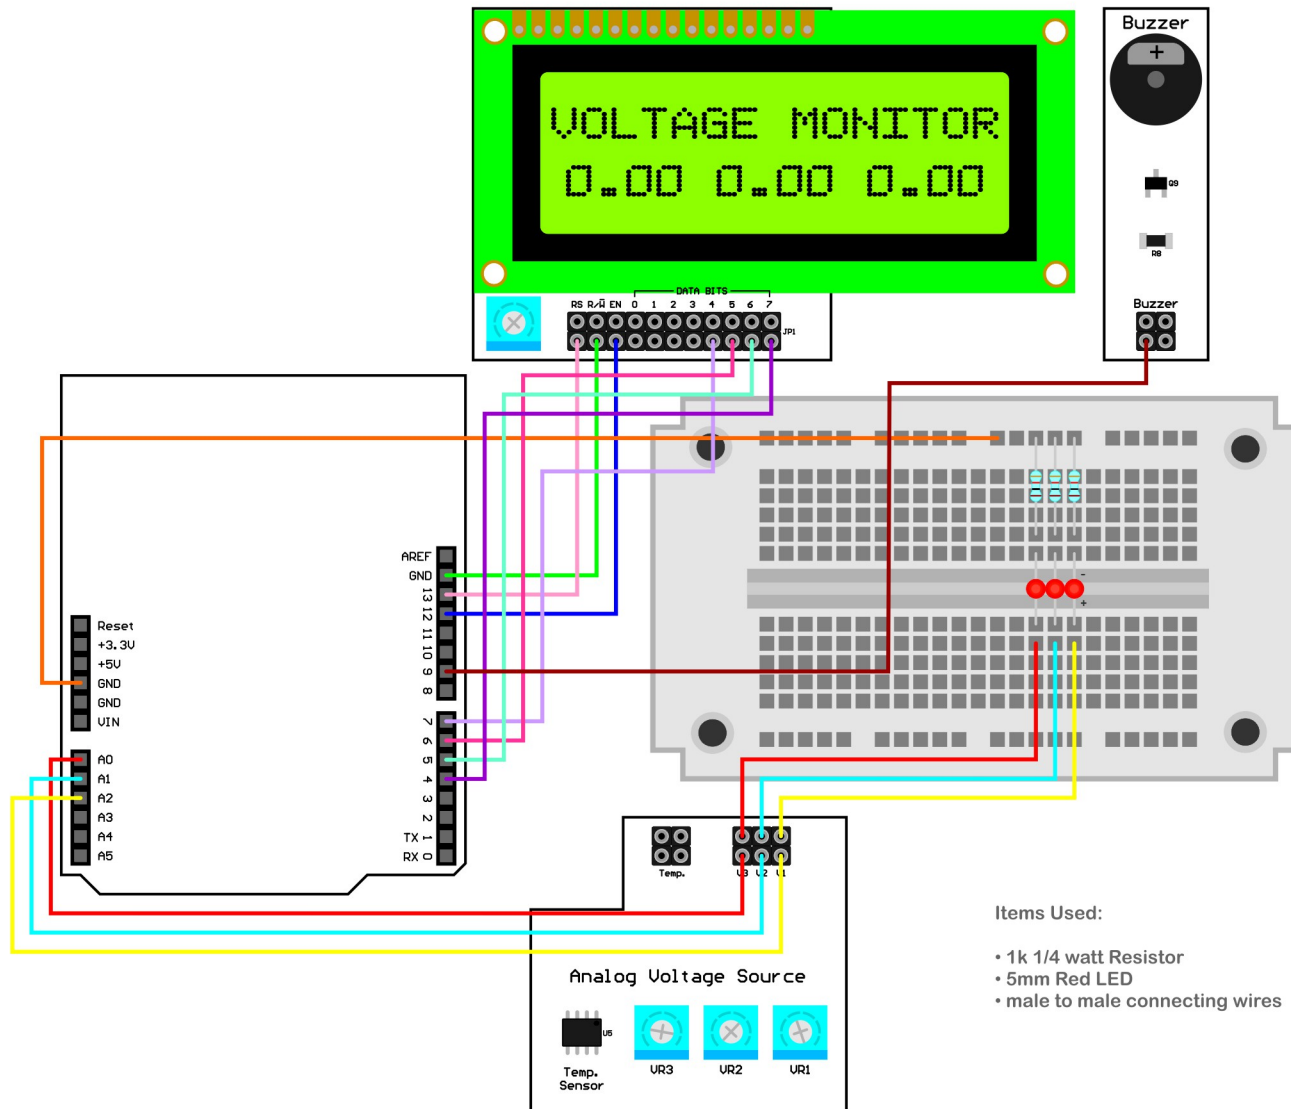 Buzzer
+
VOLTAGE MONITOR
0.00 0.00 0.00
Q9
R8
DATA BITS
RS R/W̅ EN 0 1 2 3 4 5 6 7
JP1
Buzzer
AREF
GND
13
12
11
10
9
8
Reset
+3.3V
+5V
GND
GND
VIN
7
6
5
4
3
2
TX 1
RX 0
A0
A1
A2
A3
A4
A5
-
+
Temp.
V3 V2 V1
Items Used:
• 1k 1/4 watt Resistor
• 5mm Red LED
• male to male connecting wires
Analog Voltage Source
U5
Temp.
Sensor
VR3
VR2
VR1